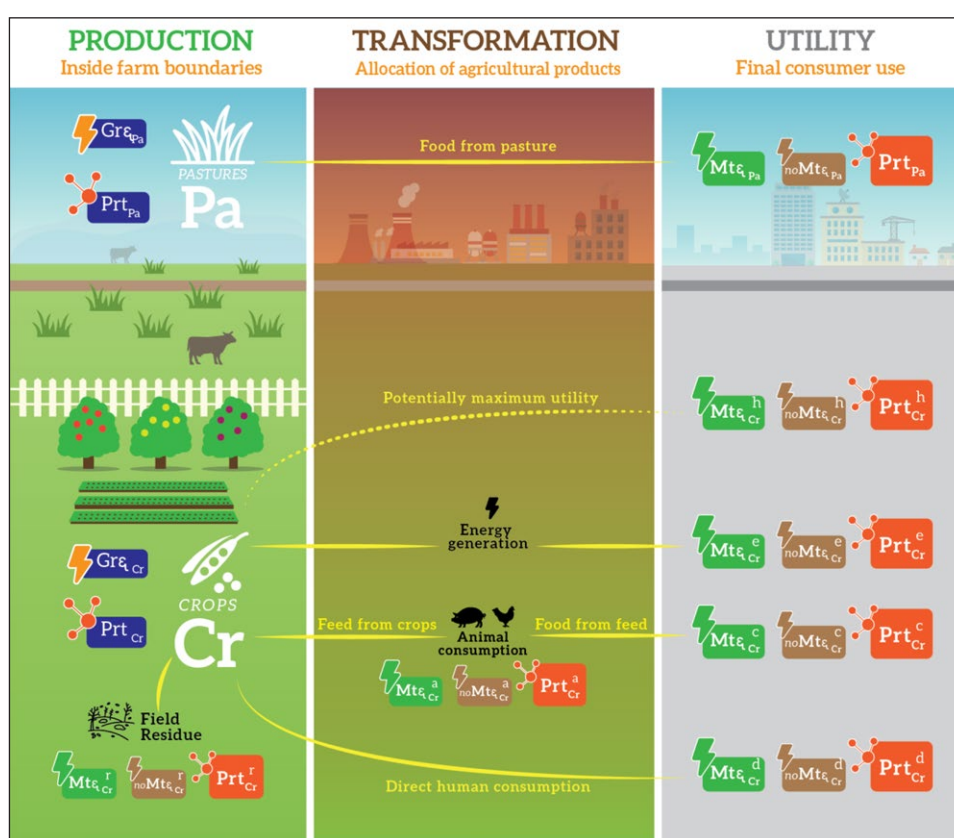 PRODUCTION
Inside farm boundaries
TRANSFORMATION
Allocation of agricultural products
UTILITY
Final consumer use
Grε Pa
PASTURES
Prt Pa
Pa
Food from pasture
Mtε Pa
noMtε Pa
Prt Pa
Potentially maximum utility
Mtε h Cr
noMtε h Cr
Prt h Cr
Energy
generation
Grε Cr
CROPS
Prt Cr
Cr
Mtε e Cr
noMtε e Cr
Prt e Cr
Feed from crops
Animal
consumption
Food from feed
Mtε c Cr
noMtε c Cr
Prt c Cr
Mtε a Cr
noMtε a Cr
Prt a Cr
Field
Residue
Mtε r Cr
noMtε r Cr
Prt r Cr
Direct human consumption
Mtε d Cr
noMtε d Cr
Prt d Cr